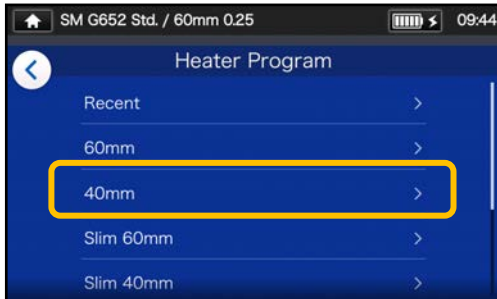 SM G652 Std. / 60mm 0.25 09:44
Heater Program
Recent
60mm
40mm
Slim 60mm
Slim 40mm